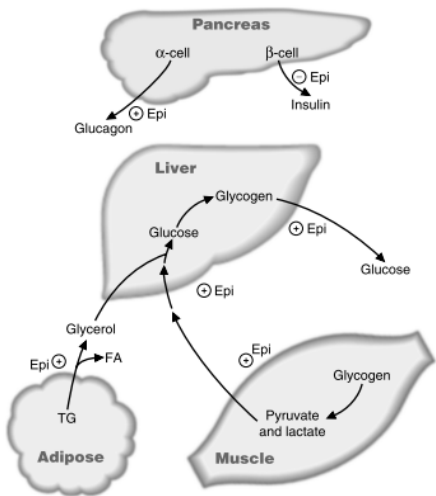 Pancreas
α-cell
β-cell
⊕ Epi
⊖ Epi
Glucagon
Insulin
Liver
Glycogen
Glucose
⊕ Epi
Glucose
⊕ Epi
Glycerol
Epi ⊕
FA
TG
Adipose
⊕ Epi
Glycogen
Pyruvate
and lactate
Muscle